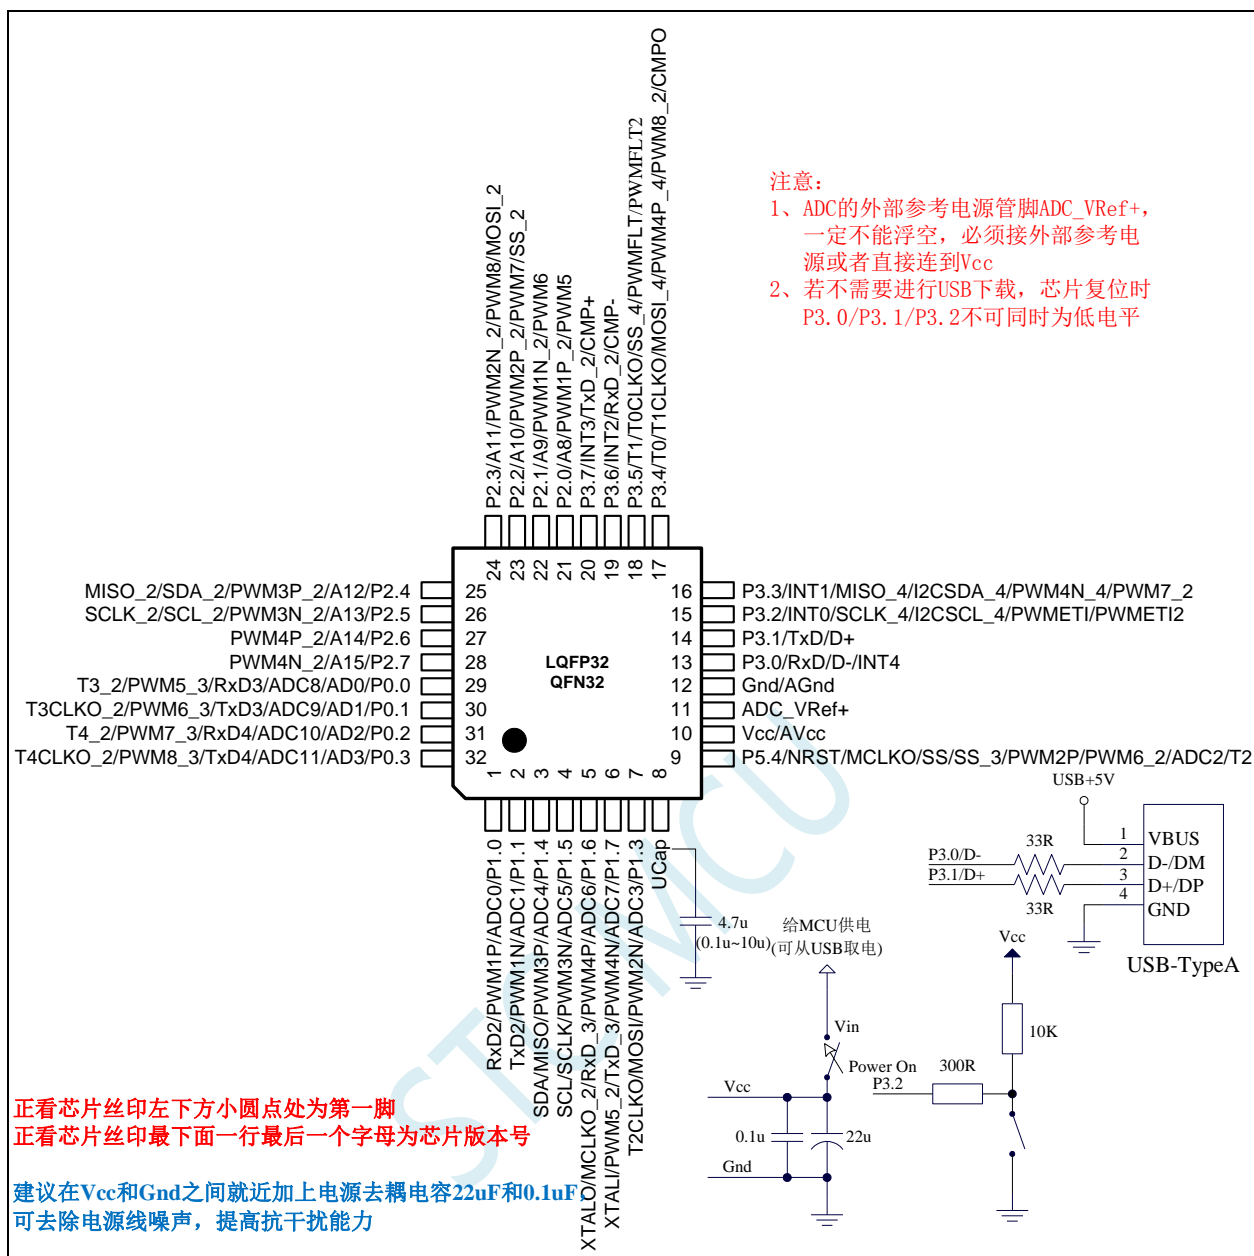 P2.3/A11/PWM2N_2/PWM8/MOSI_2
P2.2/A10/PWM2P_2/PWM7/SS_2
P2.1/A9/PWM1N_2/PWM6
P2.0/A8/PWM1P_2/PWM5
P3.7/INT3/TxD_2/CMP+
P3.6/INT2/RxD_2/CMP-
P3.5/T1/T0CLKO/SS_4/PWMFLT/PWMFLT2
P3.4/T0/T1CLKO/MOSI_4/PWM4P_4/PWM8_2/CMPO
注意：
1、ADC的外部参考电源管脚ADC_VRef+，
一定不能浮空，必须接外部参考电
源或者直接连到Vcc
2、若不需要进行USB下载，芯片复位时
P3.0/P3.1/P3.2不可同时为低电平
24 23 22 21 20 19 18 17
MISO_2/SDA_2/PWM3P_2/A12/P2.4 25
SCLK_2/SCL_2/PWM3N_2/A13/P2.5 26
PWM4P_2/A14/P2.6 27
PWM4N_2/A15/P2.7 28
T3_2/PWM5_3/RxD3/ADC8/AD0/P0.0 29
T3CLKO_2/PWM6_3/TxD3/ADC9/AD1/P0.1 30
T4_2/PWM7_3/RxD4/ADC10/AD2/P0.2 31
T4CLKO_2/PWM8_3/TxD4/ADC11/AD3/P0.3 32
LQFP32
QFN32
16 P3.3/INT1/MISO_4/I2CSDA_4/PWM4N_4/PWM7_2
15 P3.2/INT0/SCLK_4/I2CSCL_4/PWMETI/PWMETI2
14 P3.1/TxD/D+
13 P3.0/RxD/D-/INT4
12 Gnd/AGnd
11 ADC_VRef+
10 Vcc/AVcc
9 P5.4/NRST/MCLKO/SS/SS_3/PWM2P/PWM6_2/ADC2/T2
1 2 3 4 5 6 7 8
RxD2/PWM1P/ADC0/P1.0
TxD2/PWM1N/ADC1/P1.1
SDA/MISO/PWM3P/ADC4/P1.4
SCL/SCLK/PWM3N/ADC5/P1.5
XTALO/MCLKO_2/RxD_3/PWM4P/ADC6/P1.6
XTALI/PWM5_2/TxD_3/PWM4N/ADC7/P1.7
T2CLKO/MOSI/PWM2N/ADC3/P1.3
UCap
4.7u
(0.1u~10u)
USB+5V
1 VBUS
P3.0/D- 33R 2 D-/DM
P3.1/D+ 33R 3 D+/DP
4 GND
USB-TypeA
给MCU供电
(可从USB取电)
Vin
Power On
Vcc
0.1u
22u
Gnd
Vcc
10K
P3.2
300R
STC MCU
正看芯片丝印左下方小圆点处为第一脚
正看芯片丝印最下面一行最后一个字母为芯片版本号
建议在Vcc和Gnd之间就近加上电源去耦电容22uF和0.1uF，
可去除电源线噪声，提高抗干扰能力